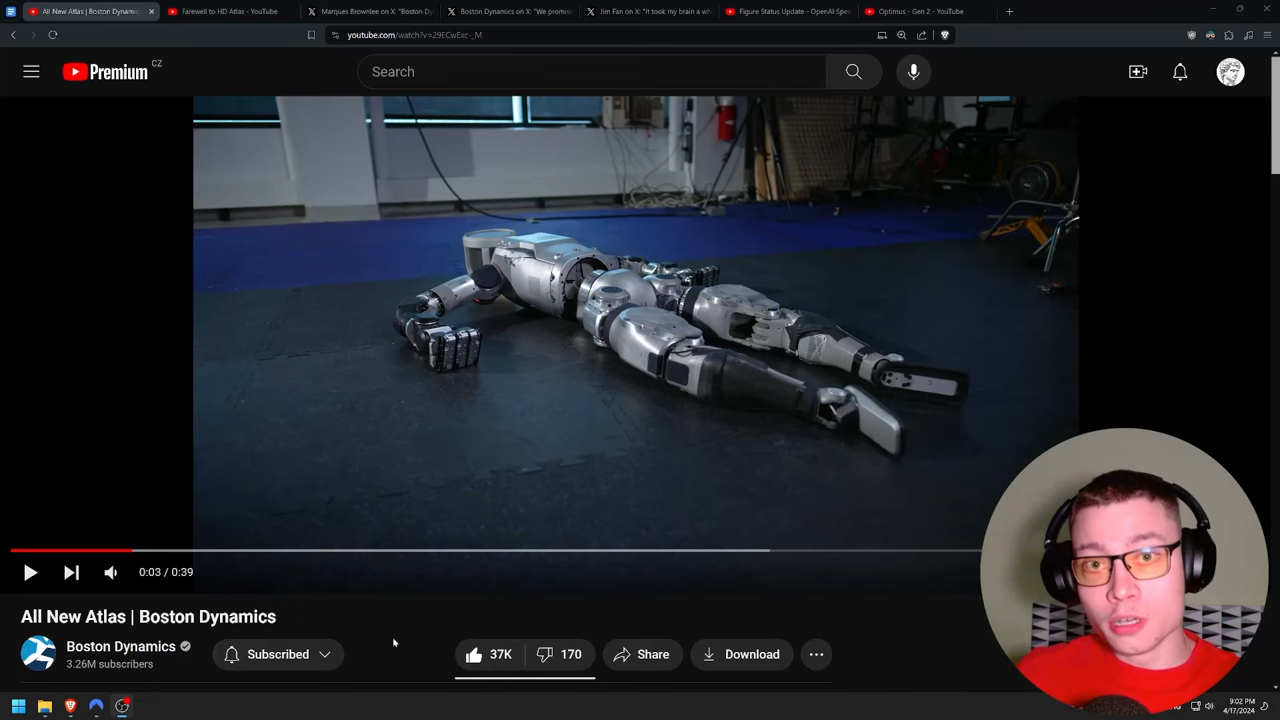 All New Atlas | Boston Dynami
Farewell to HD Atlas - YouTube
Marques Brownlee on X: "Boston Dy
Boston Dynamics on X: "We promise
Jim Fan on X: "It took my brain a wh
Figure Status Update - OpenAI Spe
Optimus - Gen 2 - YouTube
youtube.com/watch?v=29ECwExc-_M
Premium
CZ
Search
0:03 / 0:39
All New Atlas | Boston Dynamics
Boston Dynamics
3.26M subscribers
Subscribed
37K
170
Share
Download
9:02 PM
4/17/2024